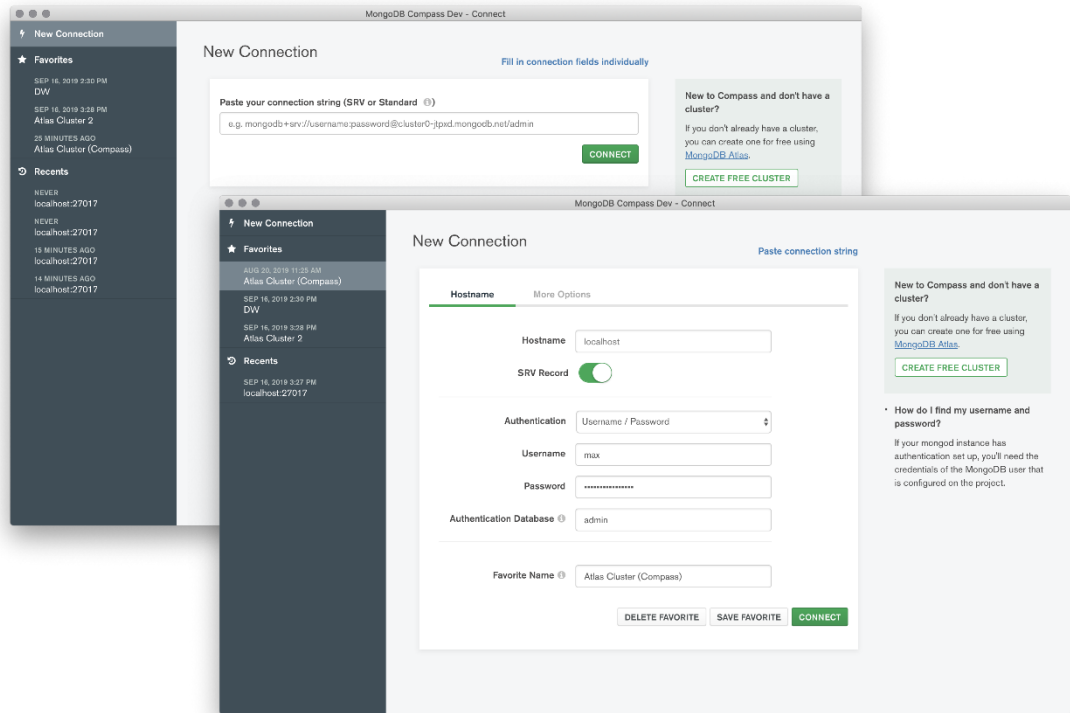 MongoDB Compass Dev - Connect
New Connection
Favorites
SEP 16, 2019 2:30 PM
DW
SEP 16, 2019 3:28 PM
Atlas Cluster 2
25 MINUTES AGO
Atlas Cluster (Compass)
Recents
NEVER
localhost:27017
NEVER
localhost:27017
15 MINUTES AGO
localhost:27017
14 MINUTES AGO
localhost:27017
New Connection
Fill in connection fields individually
Paste your connection string (SRV or Standard )
e.g. mongodb+srv://username:password@cluster0-jtpxd.mongodb.net/admin
CONNECT
New to Compass and don't have a
cluster?
If you don't already have a cluster,
you can create one for free using
MongoDB Atlas.
CREATE FREE CLUSTER
MongoDB Compass Dev - Connect
New Connection
Favorites
AUG 20, 2019 11:25 AM
Atlas Cluster (Compass)
SEP 16, 2019 2:30 PM
DW
SEP 16, 2019 3:28 PM
Atlas Cluster 2
Recents
SEP 16, 2019 3:27 PM
localhost:27017
New Connection
Paste connection string
Hostname More Options
Hostname localhost
SRV Record
Authentication Username / Password
Username max
Password ••••••••••••••••
Authentication Database admin
Favorite Name Atlas Cluster (Compass)
DELETE FAVORITE SAVE FAVORITE CONNECT
New to Compass and don't have a
cluster?
If you don't already have a cluster,
you can create one for free using
MongoDB Atlas.
CREATE FREE CLUSTER
• How do I find my username and
password?
If your mongod instance has
authentication set up, you'll need the
credentials of the MongoDB user that
is configured on the project.